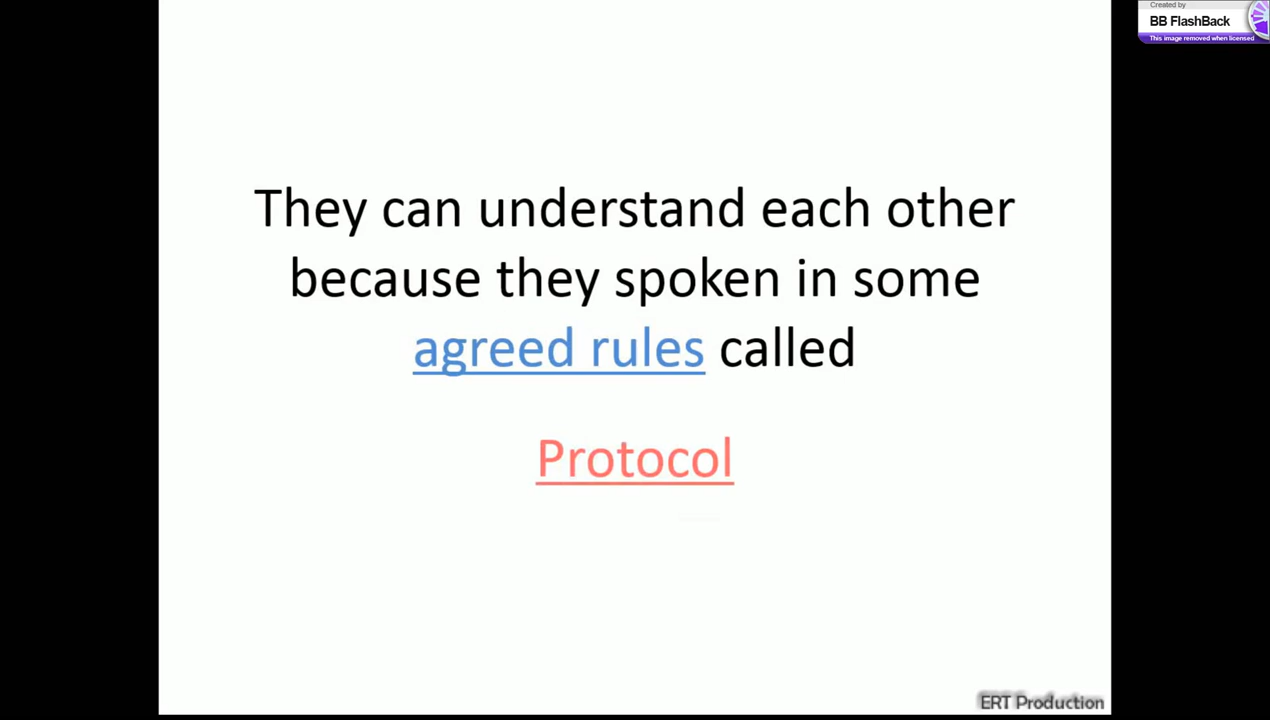 Created by
BB FlashBack
This image removed when licensed
They can understand each other
because they spoken in some
agreed rules called
Protocol
ERT Production